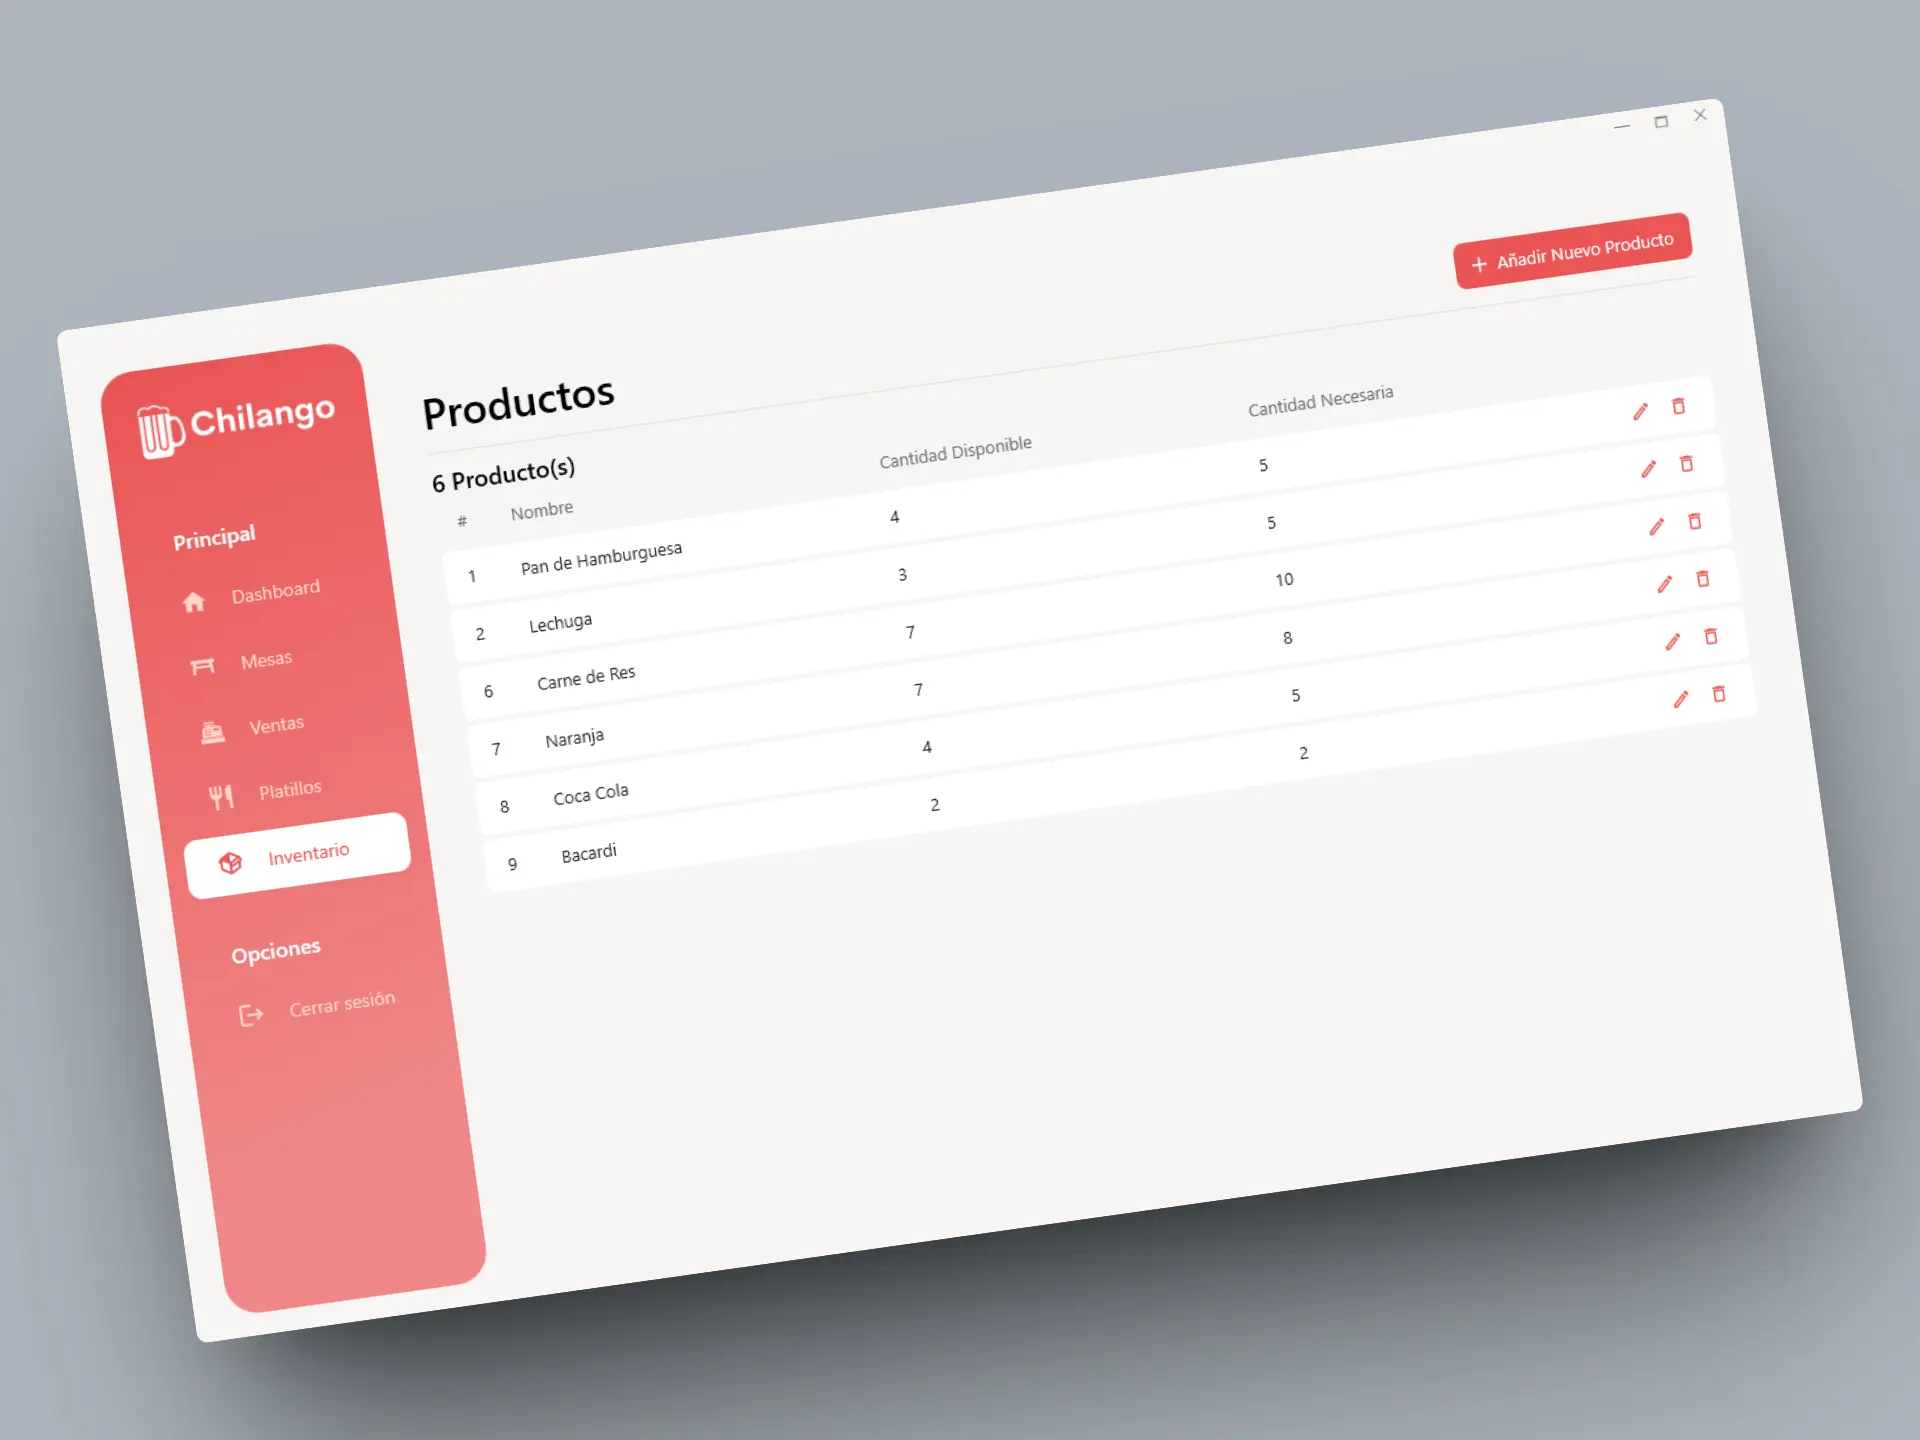 Chilango
Principal
Dashboard
Mesas
Ventas
Platillos
Inventario
Opciones
Cerrar sesión
Productos
+ Añadir Nuevo Producto
6 Producto(s)
# Nombre Cantidad Disponible Cantidad Necesaria
1 Pan de Hamburguesa 4 5
2 Lechuga 3 5
6 Carne de Res 7 10
7 Naranja 7 8
8 Coca Cola 4 5
9 Bacardi 2 2